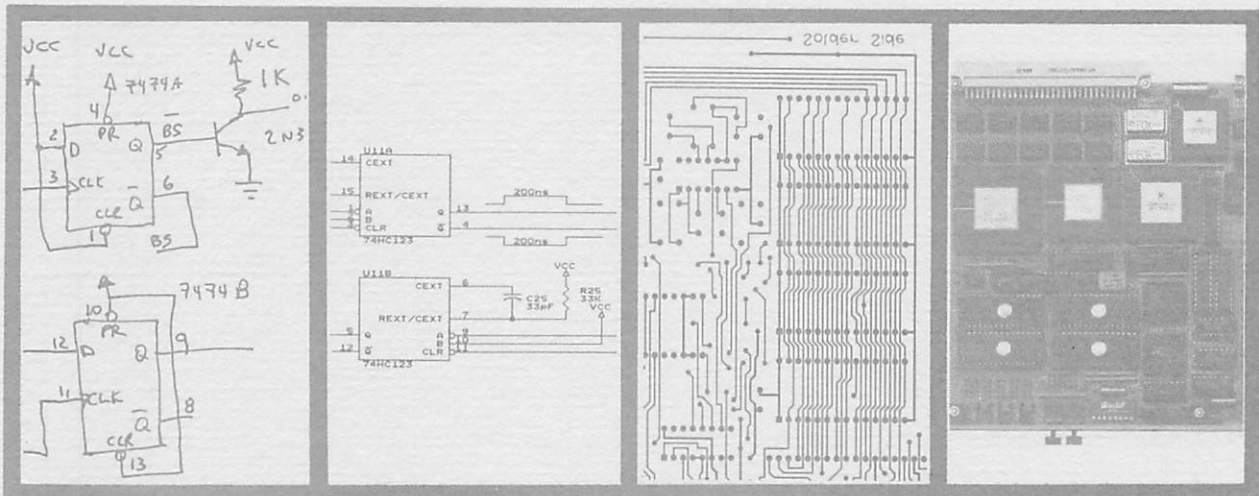 VCC
VCC
7474A
4
PR
2
D
Q
B̅S̅
5
3
CLK
Q̅
6
CLR
1
BS
VCC
1K
2N3
7474B
10
PR
12
D
Q
9
11
CLK
Q̅
8
CLR
13
U11A
14
CEXT
15
REXT/CEXT
A
B
CLR
Q
13
Q̅
4
74HC123
200ns
200ns
U11B
CEXT
6
REXT/CEXT
7
5
Q
A
9
B
10
12
Q̅
CLR
11
74HC123
C25
33pF
VCC
R25
33K
VCC
Solder Side